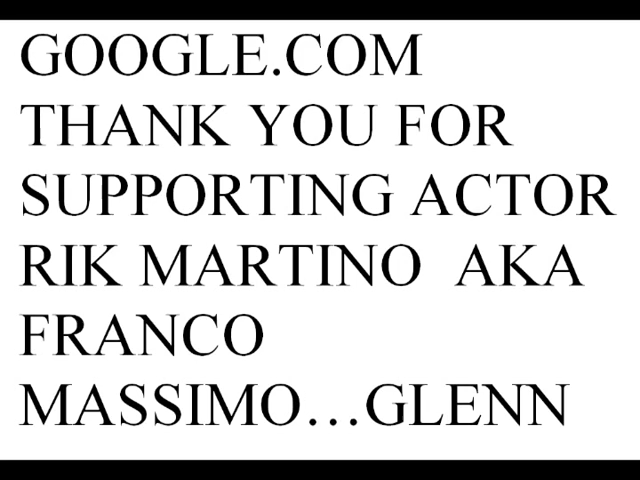 GOOGLE.COM
THANK YOU FOR
SUPPORTING ACTOR
RIK MARTINO  AKA
FRANCO
MASSIMO…GLENN